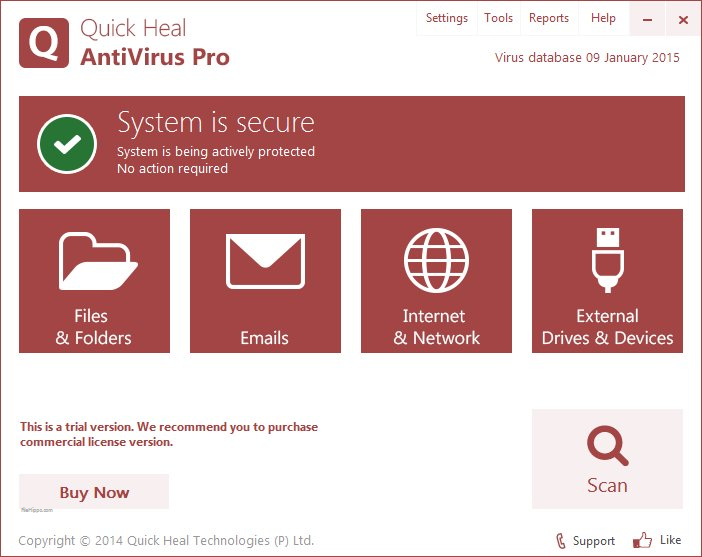 Quick Heal
AntiVirus Pro
Settings Tools Reports Help
Virus database 09 January 2015
System is secure
System is being actively protected
No action required
Files
& Folders
Emails
Internet
& Network
External
Drives & Devices
This is a trial version. We recommend you to purchase
commercial license version.
Buy Now
FileHippo.com
Scan
Copyright © 2014 Quick Heal Technologies (P) Ltd.
Support
Like